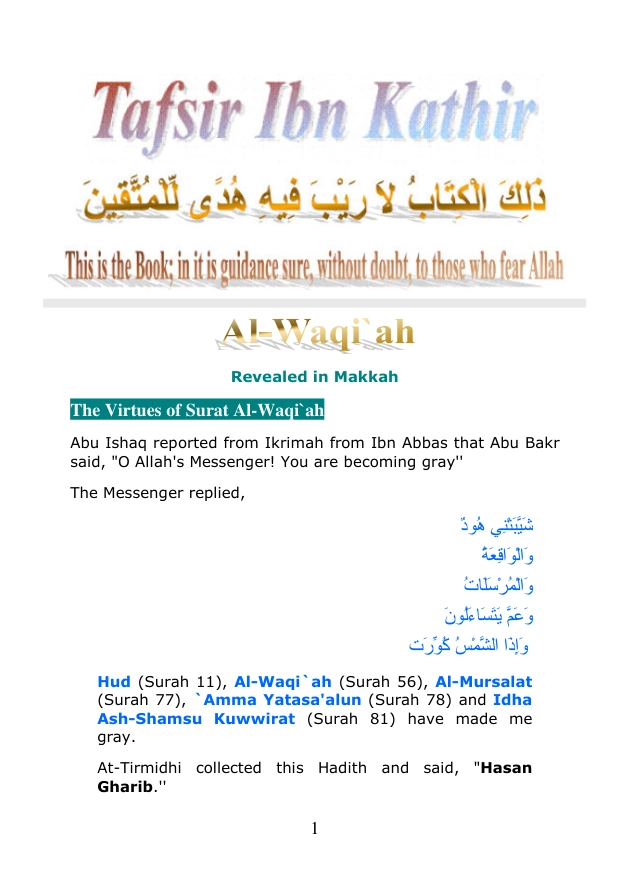 Tafsir Ibn Kathir
ذَلِكَ الْكِتَابُ لاَ رَيْبَ فِيهِ هُدًى لِّلْمُتَّقِينَ
This is the Book; in it is guidance sure, without doubt, to those who fear Allah
Al-Waqi`ah
Revealed in Makkah
The Virtues of Surat Al-Waqi`ah
Abu Ishaq reported from Ikrimah from Ibn Abbas that Abu Bakr
said, "O Allah's Messenger! You are becoming gray''
The Messenger replied,
شَيَّبَتْنِي هُودٌ
وَالْوَاقِعَةُ
وَالْمُرْسَلَاتُ
وَعَمَّ يَتَسَاءَلُونَ
وَإِذَا الشَّمْسُ كُوِّرَت
Hud (Surah 11), Al-Waqi`ah (Surah 56), Al-Mursalat
(Surah 77), `Amma Yatasa'alun (Surah 78) and Idha
Ash-Shamsu Kuwwirat (Surah 81) have made me
gray.
At-Tirmidhi collected this Hadith and said, "Hasan
Gharib.''
1